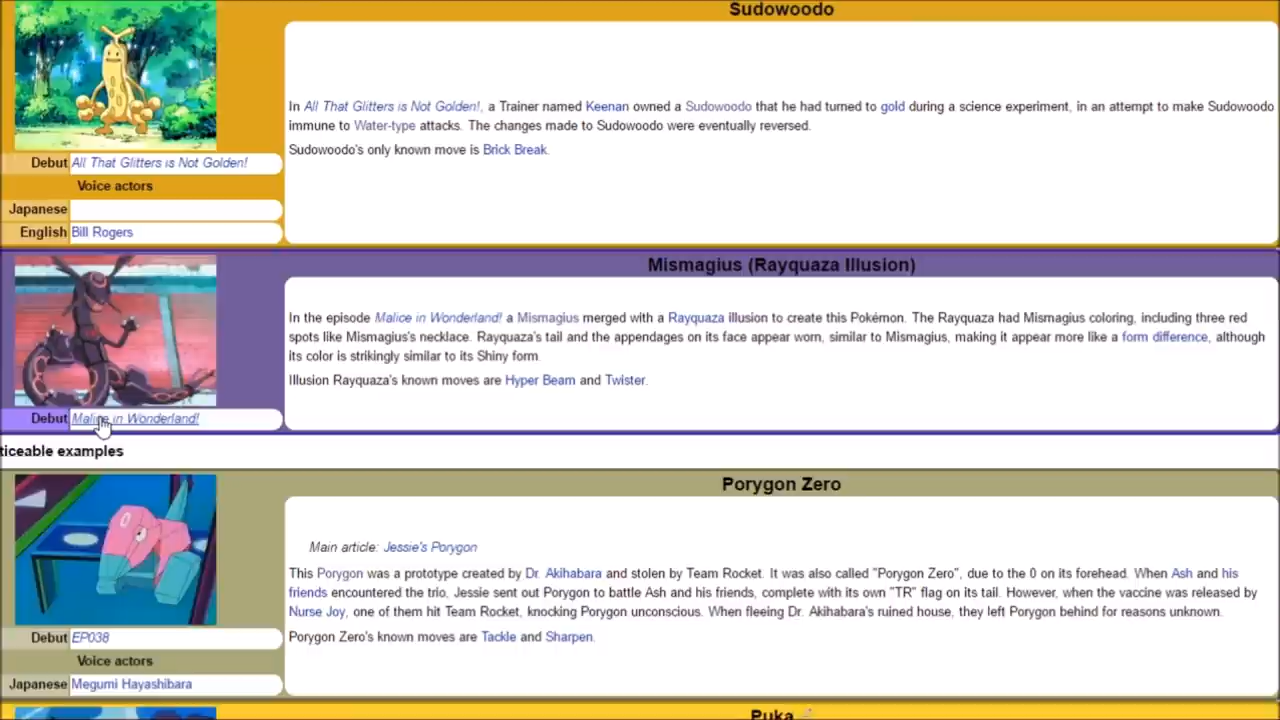 Sudowoodo
In All That Glitters is Not Golden!, a Trainer named Keenan owned a Sudowoodo that he had turned to gold during a science experiment, in an attempt to make Sudowoodo
immune to Water-type attacks. The changes made to Sudowoodo were eventually reversed.
Sudowoodo's only known move is Brick Break.
Debut All That Glitters is Not Golden!
Voice actors
Japanese
English Bill Rogers
Mismagius (Rayquaza Illusion)
In the episode Malice in Wonderland! a Mismagius merged with a Rayquaza illusion to create this Pokémon. The Rayquaza had Mismagius coloring, including three red
spots like Mismagius's necklace. Rayquaza's tail and the appendages on its face appear worn, similar to Mismagius, making it appear more like a form difference, although
its color is strikingly similar to its Shiny form.
Illusion Rayquaza's known moves are Hyper Beam and Twister.
Debut Malice in Wonderland!
ticeable examples
Porygon Zero
0
Main article: Jessie's Porygon
This Porygon was a prototype created by Dr. Akihabara and stolen by Team Rocket. It was also called "Porygon Zero", due to the 0 on its forehead. When Ash and his
friends encountered the trio, Jessie sent out Porygon to battle Ash and his friends, complete with its own "TR" flag on its tail. However, when the vaccine was released by
Nurse Joy, one of them hit Team Rocket, knocking Porygon unconscious. When fleeing Dr. Akihabara's ruined house, they left Porygon behind for reasons unknown.
Porygon Zero's known moves are Tackle and Sharpen.
Debut EP038
Voice actors
Japanese Megumi Hayashibara
Puka